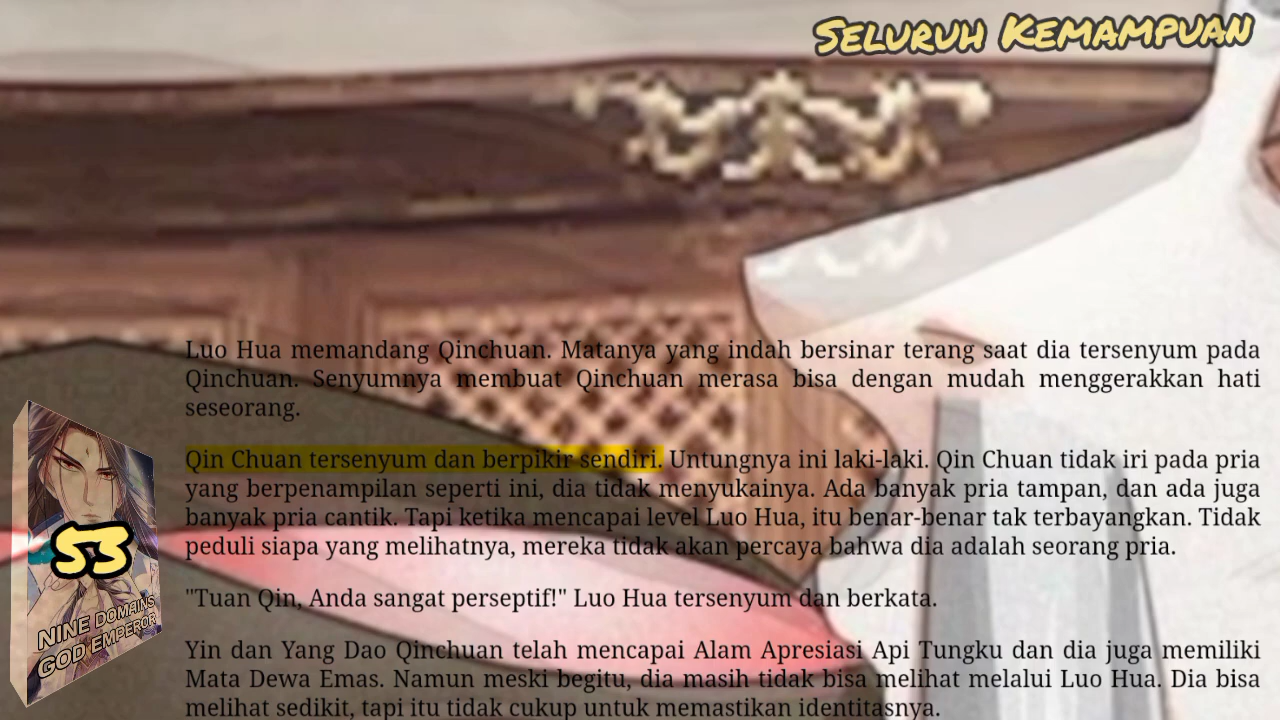 Seluruh Kemampuan
Luo Hua memandang Qinchuan. Matanya yang indah bersinar terang saat dia tersenyum pada
Qinchuan. Senyumnya membuat Qinchuan merasa bisa dengan mudah menggerakkan hati
seseorang.
Qin Chuan tersenyum dan berpikir sendiri. Untungnya ini laki-laki. Qin Chuan tidak iri pada pria
yang berpenampilan seperti ini, dia tidak menyukainya. Ada banyak pria tampan, dan ada juga
banyak pria cantik. Tapi ketika mencapai level Luo Hua, itu benar-benar tak terbayangkan. Tidak
peduli siapa yang melihatnya, mereka tidak akan percaya bahwa dia adalah seorang pria.
"Tuan Qin, Anda sangat perseptif!" Luo Hua tersenyum dan berkata.
Yin dan Yang Dao Qinchuan telah mencapai Alam Apresiasi Api Tungku dan dia juga memiliki
Mata Dewa Emas. Namun meski begitu, dia masih tidak bisa melihat melalui Luo Hua. Dia bisa
melihat sedikit, tapi itu tidak cukup untuk memastikan identitasnya.
53
NINE DOMAINS
GOD EMPEROR